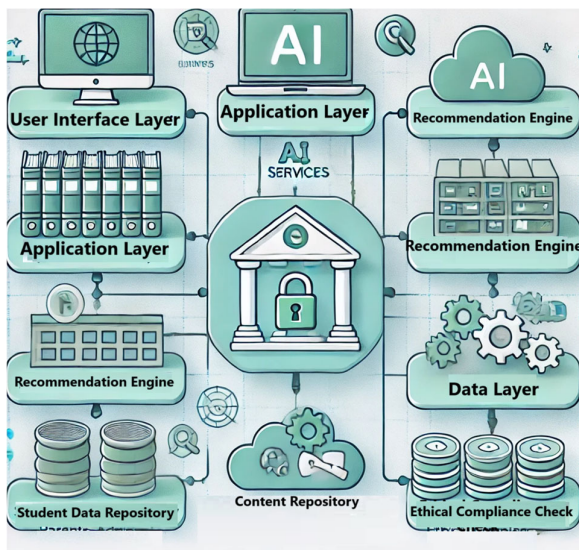 AI
AI
User Interface Layer
Application Layer
Recommendation Engine
AI
SERVICES
Application Layer
Recommendation Engine
Recommendation Engine
Data Layer
Student Data Repository
Content Repository
Ethical Compliance Check